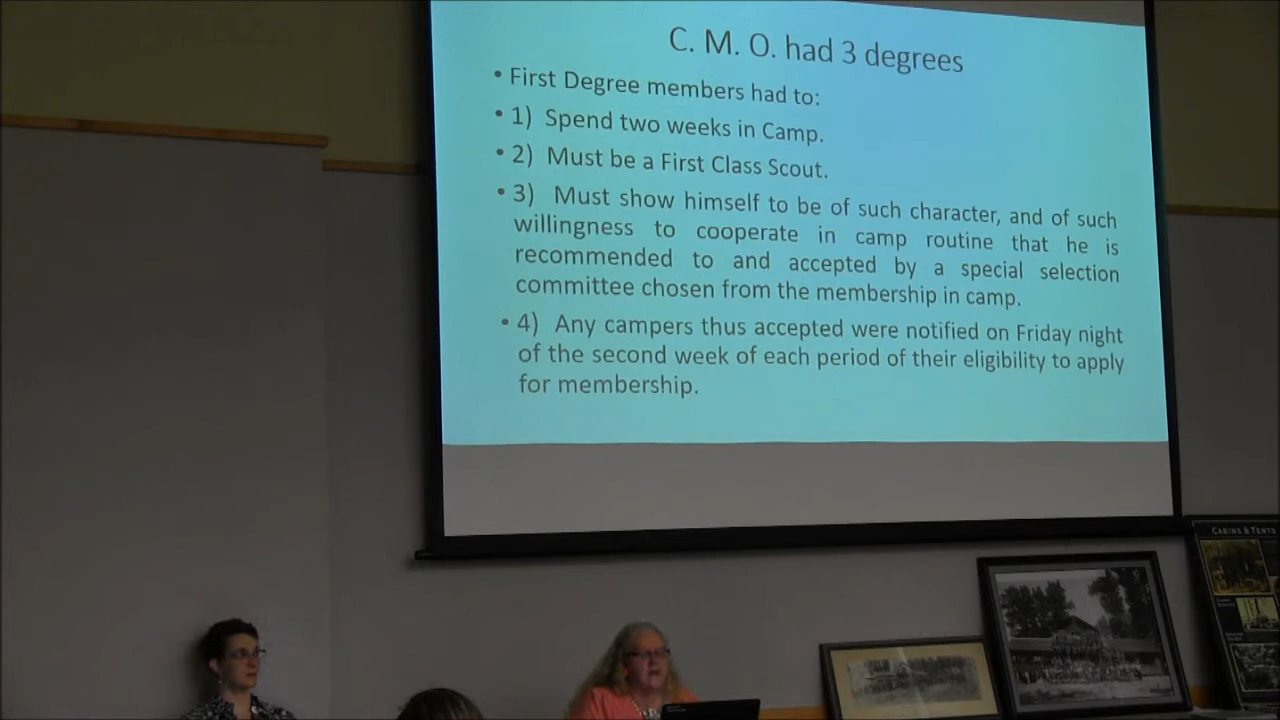 C. M. O. had 3 degrees
• First Degree members had to:
• 1) Spend two weeks in Camp.
• 2) Must be a First Class Scout.
• 3) Must show himself to be of such character, and of such
willingness to cooperate in camp routine that he is
recommended to and accepted by a special selection
committee chosen from the membership in camp.
• 4) Any campers thus accepted were notified on Friday night
of the second week of each period of their eligibility to apply
for membership.
CABINS & TENTS